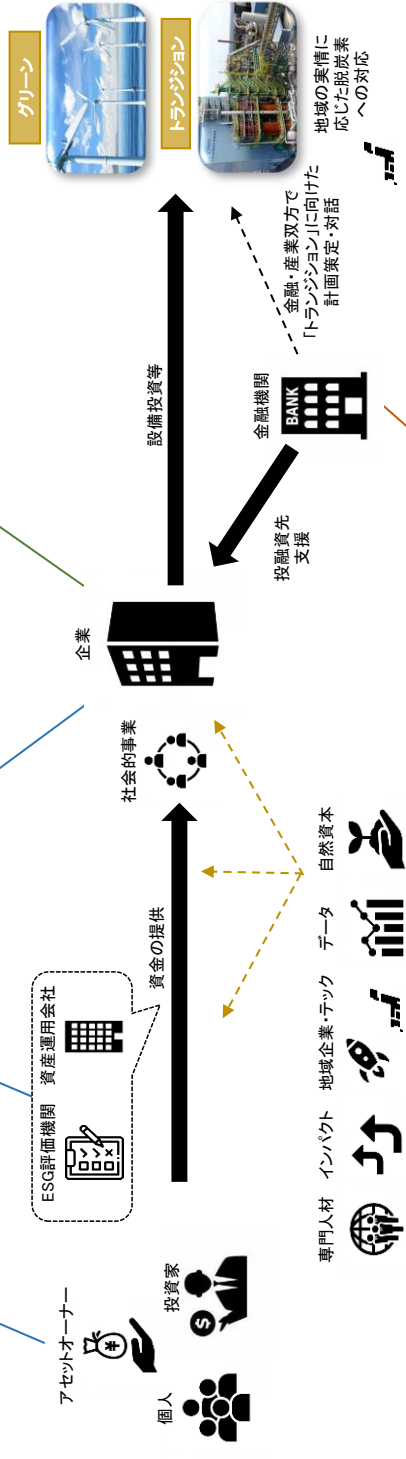 アセットオーナー
個人
投資家
ESG評価機関
資産運用会社
資金の提供
社会的事業
企業
設備投資等
投融資先
支援
金融機関
BANK
金融・産業双方で
「トランジション」に向けた
計画策定・対話
グリーン
トランジション
地域の実情に
応じた脱炭素
への対応
専門人材
インパクト
地域企業・テック
データ
自然資本